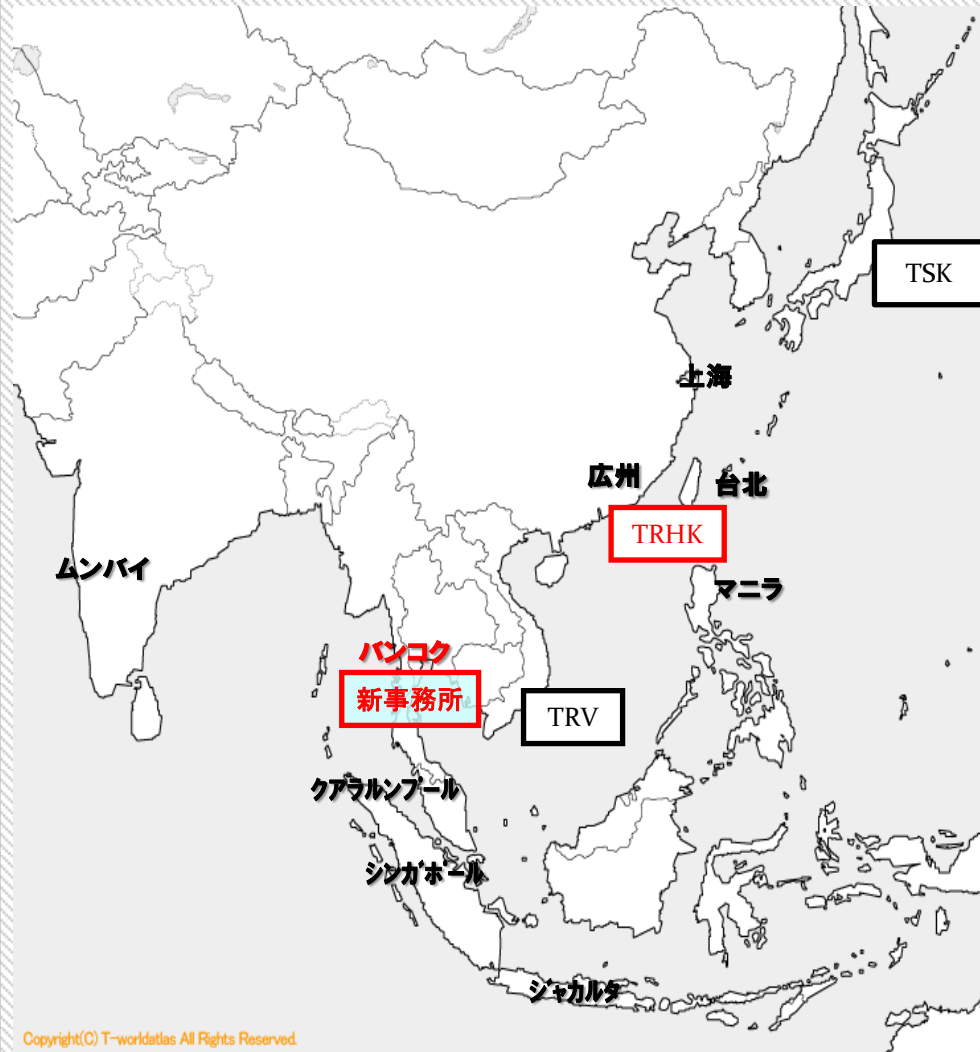 TSK
上海
広州
台北
TRHK
ムンバイ
マニラ
バンコク
新事務所
TRV
クアラルンプール
シンガポール
ジャカルタ
Copyright(C) T-worldatlas All Rights Reserved.